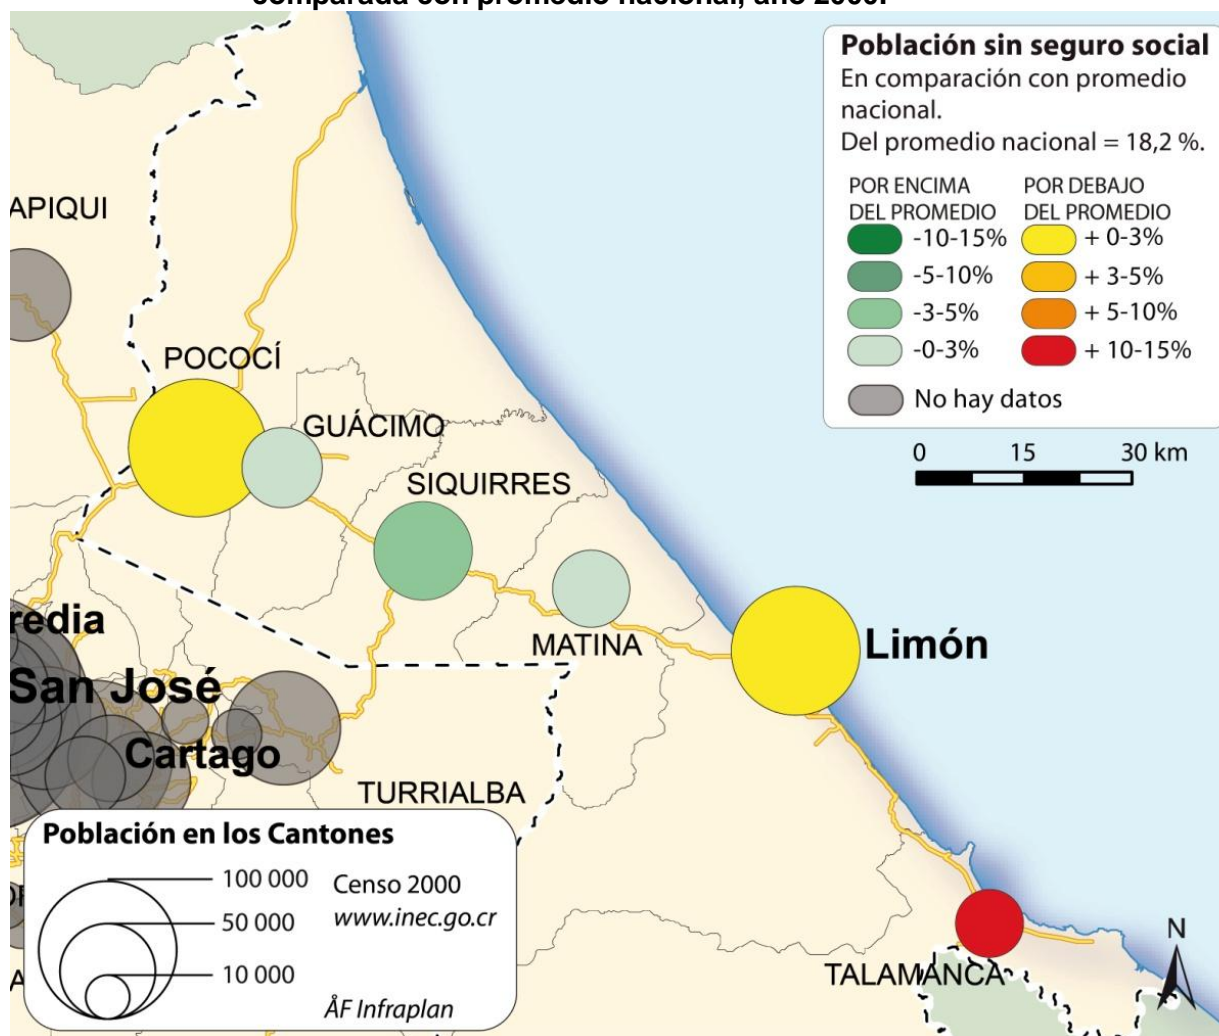 comparada con promedio nacional, año 2000.
Población sin seguro social
En comparación con promedio
nacional.
Del promedio nacional = 18,2 %.
POR ENCIMA
DEL PROMEDIO
-10-15%
-5-10%
-3-5%
-0-3%
POR DEBAJO
DEL PROMEDIO
+ 0-3%
+ 3-5%
+ 5-10%
+ 10-15%
No hay datos
0 15 30 km
APIQUI
POCOCÍ
GUÁCIMO
SIQUIRRES
MATINA
Limón
redia
San José
Cartago
TURRIALBA
TALAMANCA
N
Población en los Cantones
100 000
50 000
10 000
Censo 2000
www.inec.go.cr
ÅF Infraplan